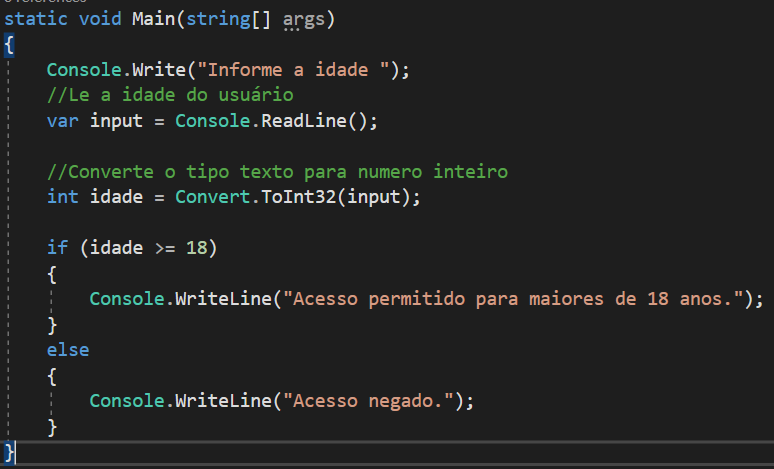 static void Main(string[] args)
{
Console.Write("Informe a idade ");
//Le a idade do usuário
var input = Console.ReadLine();
//Converte o tipo texto para numero inteiro
int idade = Convert.ToInt32(input);
if (idade >= 18)
{
Console.WriteLine("Acesso permitido para maiores de 18 anos.");
}
else
{
Console.WriteLine("Acesso negado.");
}
}